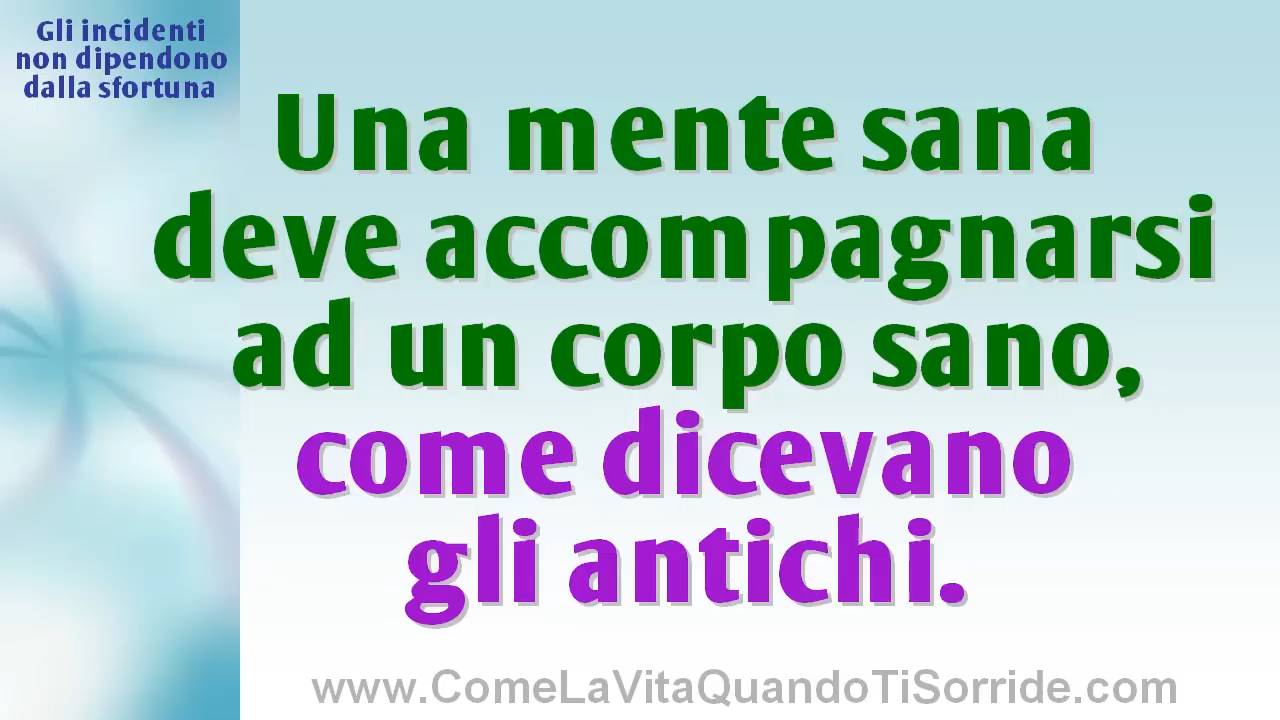 Gli incidenti
non dipendono
dalla sfortuna
Una mente sana
deve accompagnarsi
ad un corpo sano,
come dicevano
gli antichi.
www.ComeLaVitaQuandoTiSorride.com